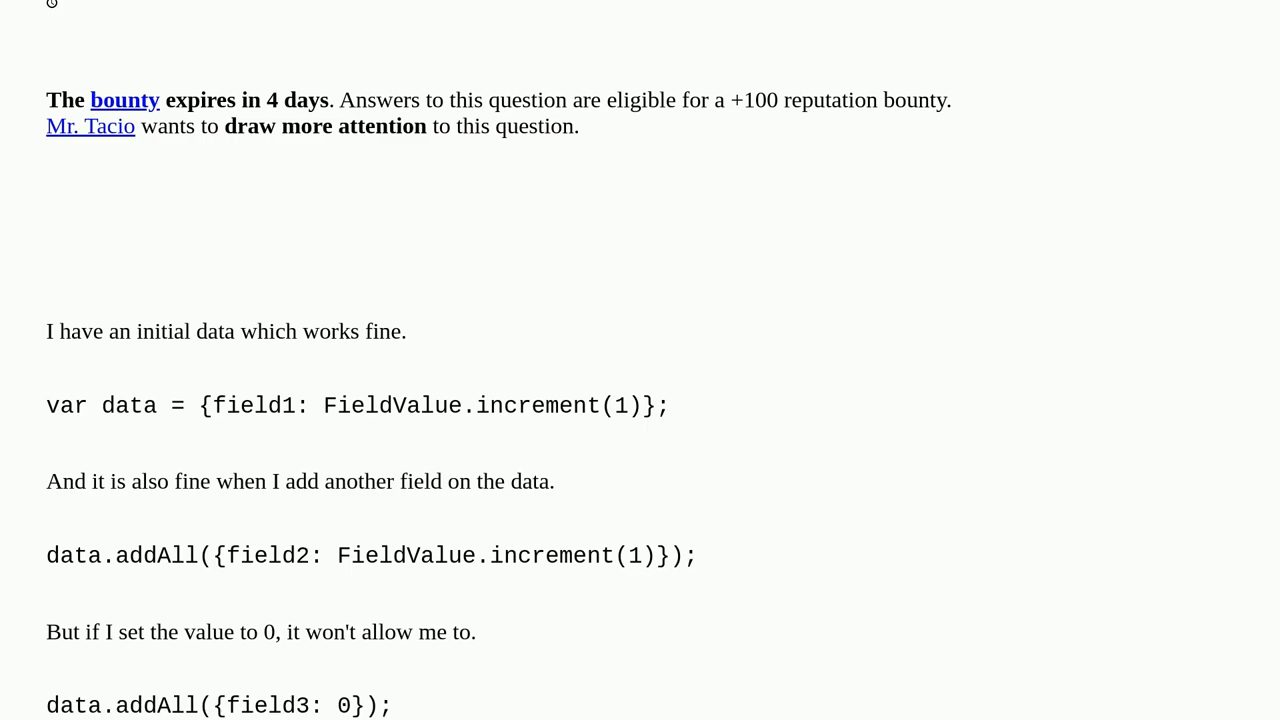 The bounty expires in 4 days. Answers to this question are eligible for a +100 reputation bounty.
Mr. Tacio wants to draw more attention to this question.
I have an initial data which works fine.
var data = {field1: FieldValue.increment(1)};
And it is also fine when I add another field on the data.
data.addAll({field2: FieldValue.increment(1)});
But if I set the value to 0, it won't allow me to.
data.addAll({field3: 0});